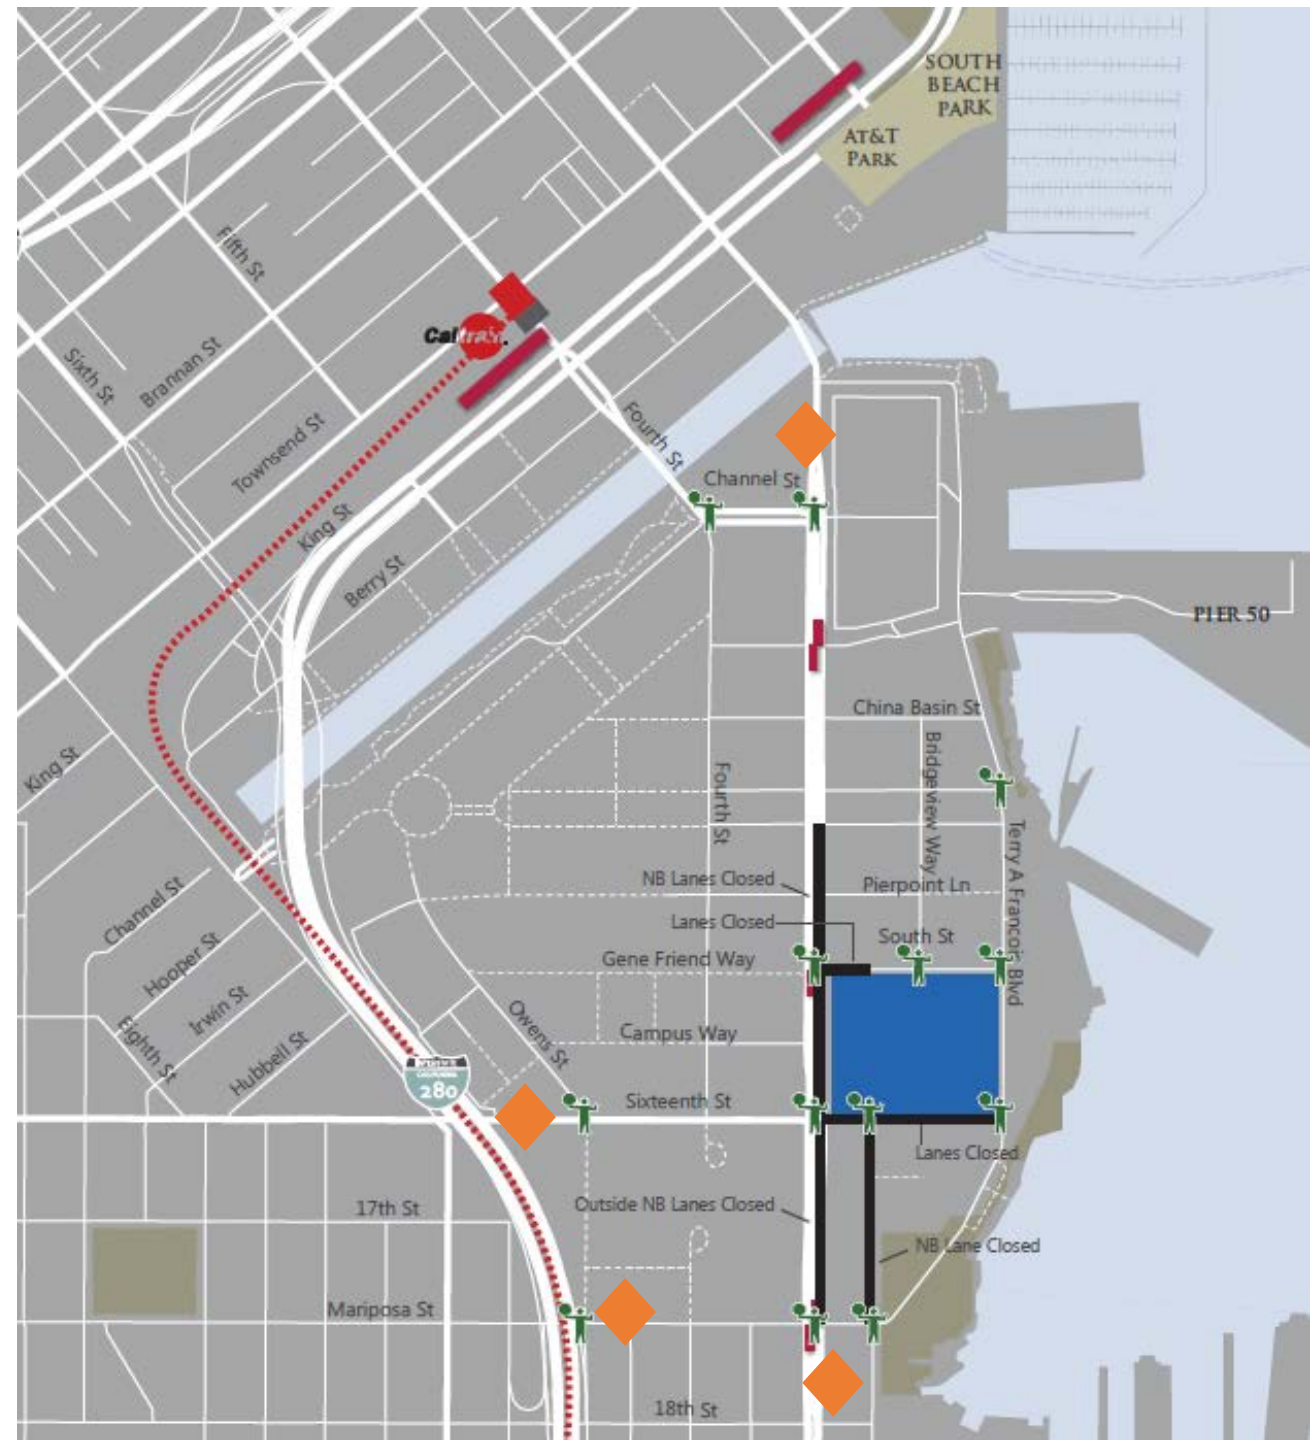 SOUTH
BEACH
PARK
AT&T
PARK
Fifth St
Caltrain.
Sixth St
Brannan St
Townsend St
Fourth St
Channel St
King St
Berry St
PIER 50
China Basin St
King St
Bridgeview Way
Fourth St
Terry A Francois Blvd
NB Lanes Closed
Pierpoint Ln
Channel St
Lanes Closed
South St
Hooper St
Gene Friend Way
Irwin St
Owens St
Campus Way
Eighth St
Hubbell St
CALIFORNIA
280
Sixteenth St
Lanes Closed
17th St
Outside NB Lanes Closed
NB Lane Closed
Mariposa St
18th St